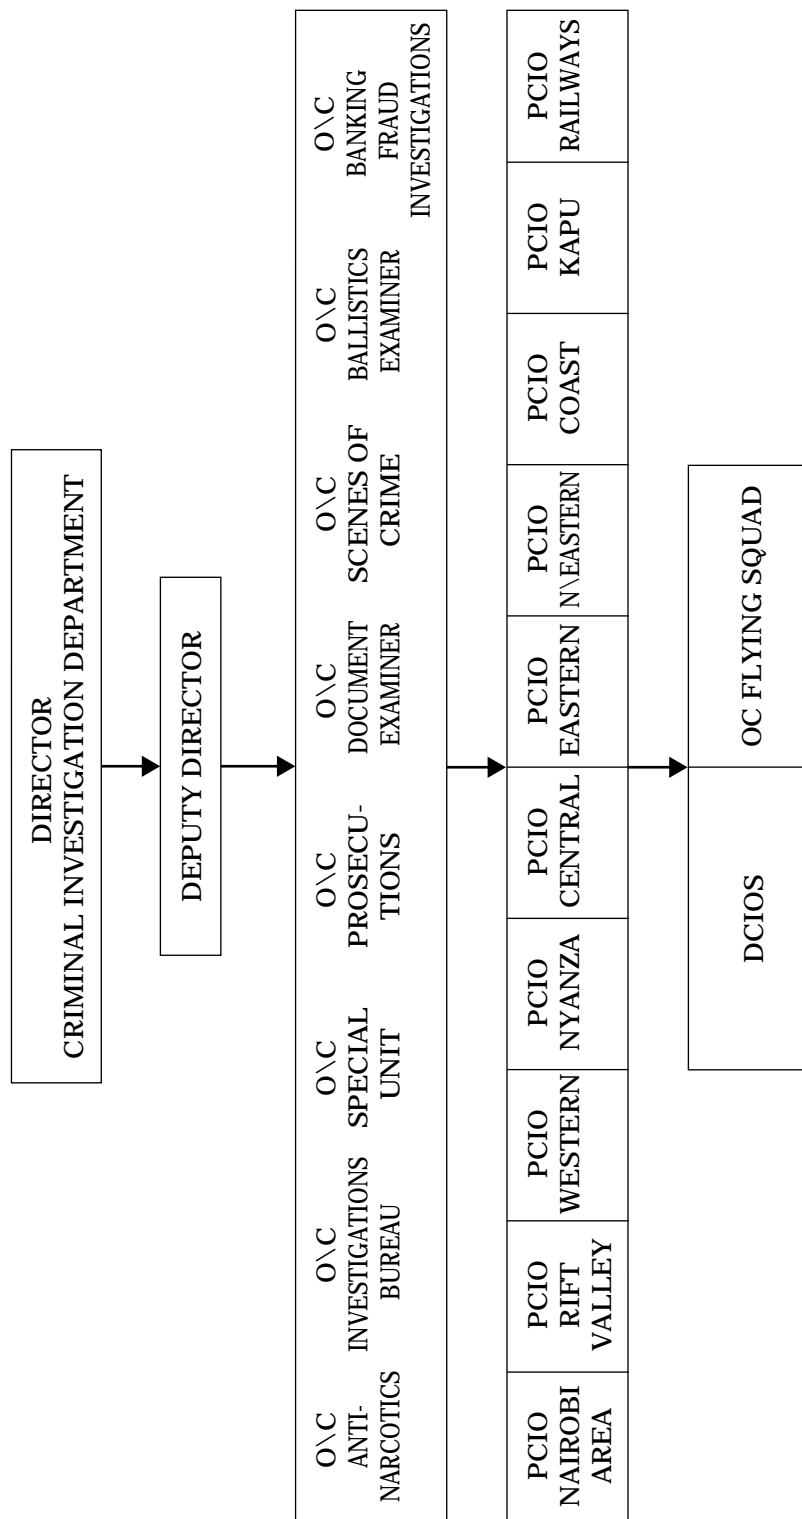 DIRECTOR
CRIMINAL INVESTIGATION DEPARTMENT
DEPUTY DIRECTOR
O\C
ANTI-
NARCOTICS
O\C
INVESTIGATIONS
BUREAU
O\C
SPECIAL
UNIT
O\C
PROSECU-
TIONS
O\C
DOCUMENT
EXAMINER
O\C
SCENES OF
CRIME
O\C
BALLISTICS
EXAMINER
O\C
BANKING
FRAUD
INVESTIGATIONS
PCIO
NAIROBI
AREA
PCIO
RIFT
VALLEY
PCIO
WESTERN
PCIO
NYANZA
PCIO
CENTRAL
PCIO
EASTERN
PCIO
N\EASTERN
PCIO
COAST
PCIO
KAPU
PCIO
RAILWAYS
DCIOS
OC FLYING SQUAD